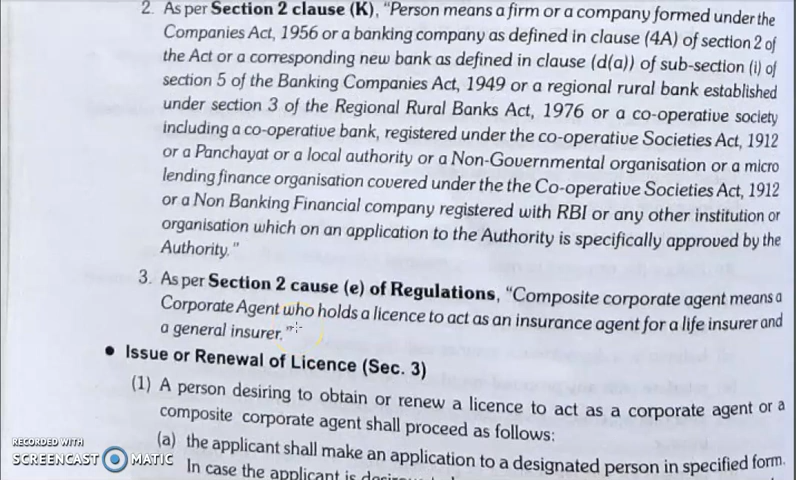 2. As per Section 2 clause (K), "Person means a firm or a company formed under the
Companies Act, 1956 or a banking company as defined in clause (4A) of section 2 of
the Act or a corresponding new bank as defined in clause (d(a)) of sub-section (i) of
section 5 of the Banking Companies Act, 1949 or a regional rural bank established
under section 3 of the Regional Rural Banks Act, 1976 or a co-operative society
including a co-operative bank, registered under the co-operative Societies Act, 1912
or a Panchayat or a local authority or a Non-Governmental organisation or a micro
lending finance organisation covered under the the Co-operative Societies Act, 1912
or a Non Banking Financial company registered with RBI or any other institution or
organisation which on an application to the Authority is specifically approved by the
Authority."
3. As per Section 2 cause (e) of Regulations, "Composite corporate agent means a
Corporate Agent who holds a licence to act as an insurance agent for a life insurer and
a general insurer."
• Issue or Renewal of Licence (Sec. 3)
(1) A person desiring to obtain or renew a licence to act as a corporate agent or a
composite corporate agent shall proceed as follows:
(a) the applicant shall make an application to a designated person in specified form.
In case the applicant is
RECORDED WITH
SCREENCAST MATIC